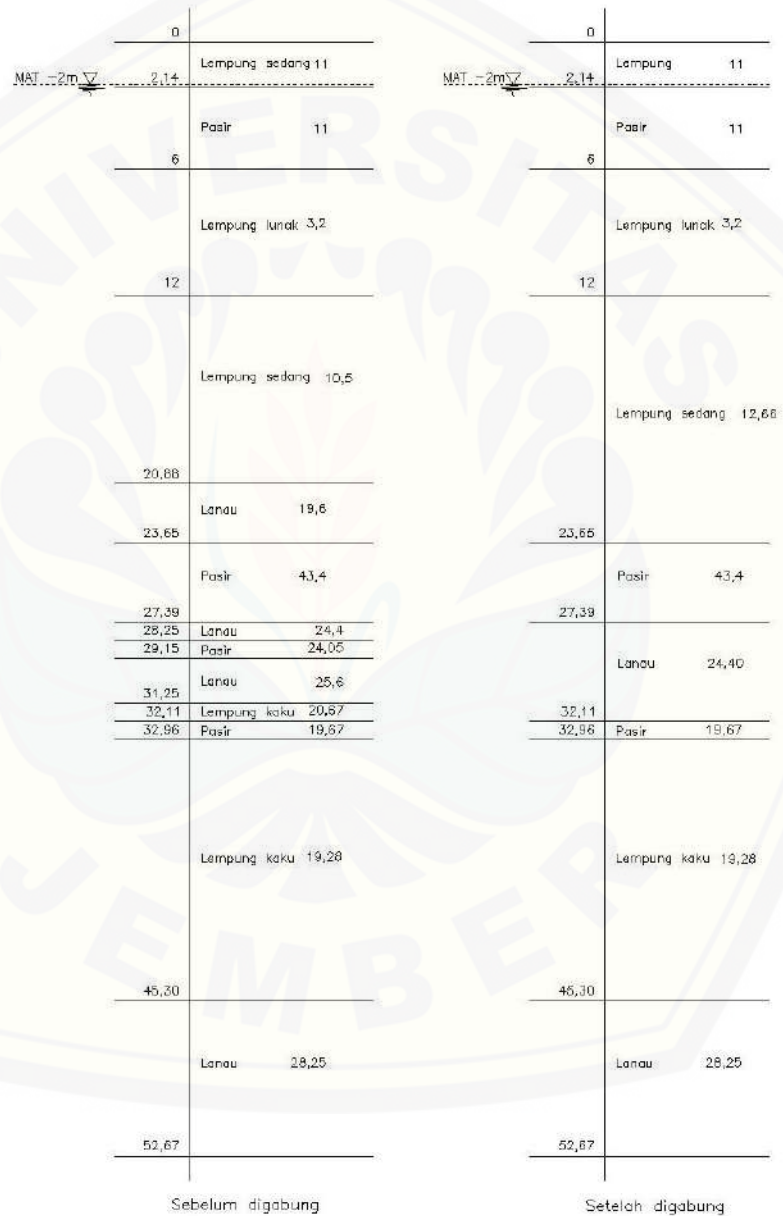 0
Lempung sedang 11
MAT -2m 2,14
Pasir 11
6
Lempung lunak 3,2
12
Lempung sedang 10,5
20,88
Lanau 19,6
23,65
Pasir 43,4
27,39
28,25 Lanau 24,4
29,15 Pasir 24,05
Lanau 25,6
31,25
32,11 Lempung kaku 20,67
32,96 Pasir 19,67
Lempung kaku 19,28
45,30
Lanau 28,25
52,67
Sebelum digabung
0
Lempung 11
MAT -2m 2,14
Pasir 11
6
Lempung lunak 3,2
12
Lempung sedang 12,66
23,65
Pasir 43,4
27,39
Lanau 24,40
32,11
32,96 Pasir 19,67
Lempung kaku 19,28
45,30
Lanau 28,25
52,67
Setelah digabung
UNIVERSITAS
JEMBER